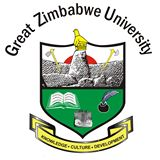 Great Zimbabwe University
KNOWLEDGE • CULTURE • DEVELOPMENT